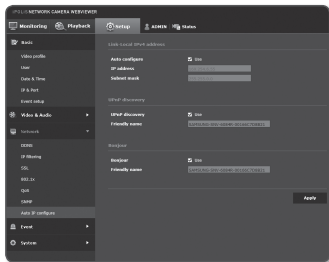 iPOLiS NETWORK CAMERA WEBVIEWER
Monitoring
Playback
Setup
ADMIN
Status
Basic
Video profile
User
Date & Time
IP & Port
Event setup
Video & Audio
Network
DDNS
IP filtering
SSL
802.1x
QoS
SNMP
Auto IP configure
Event
System
Link-Local IPv4 address
Auto configure
Use
IP address
Subnet mask
UPnP discovery
UPnP discovery
Use
Friendly name
Bonjour
Bonjour
Use
Friendly name
Apply